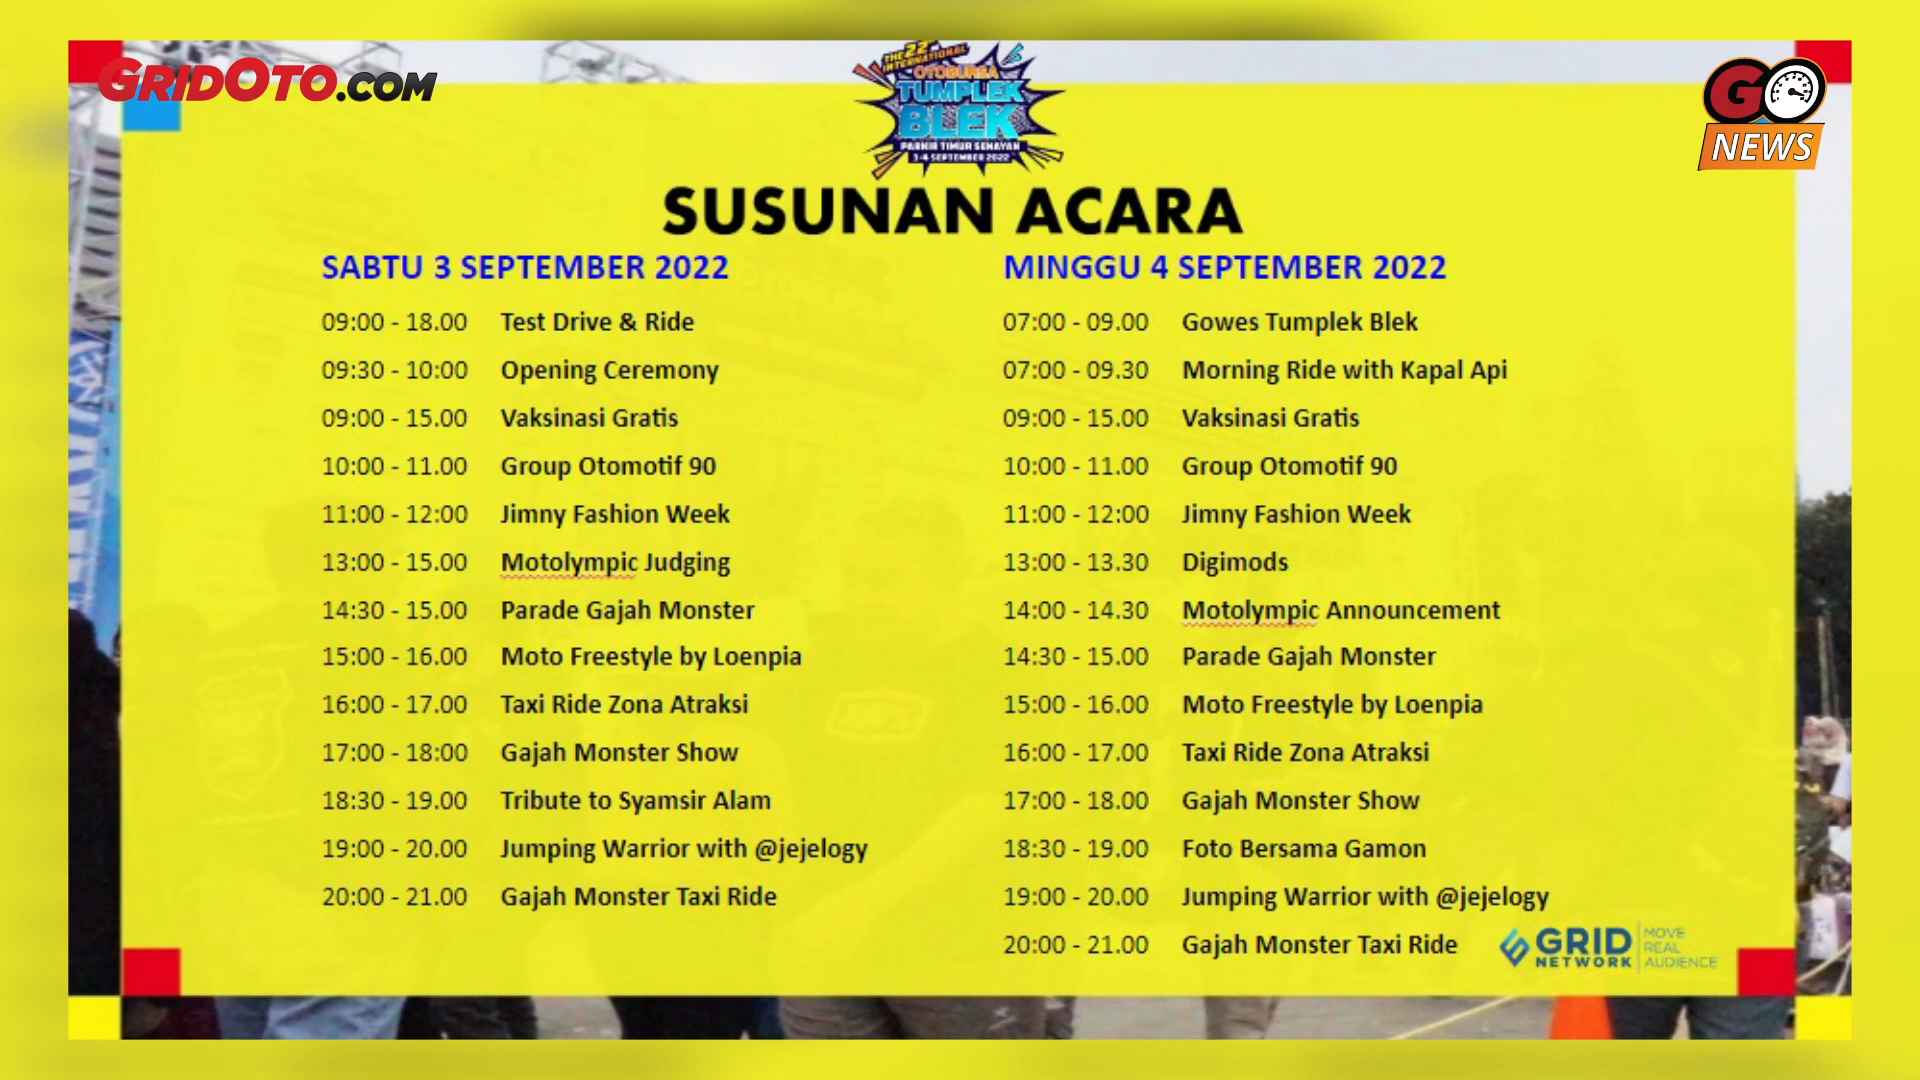 GRIDOTO.COM
GO
NEWS
THE 22nd
INTERNATIONAL
OTOBURSA
TUMPLEK
BLEK
PARKIR TIMUR SENAYAN
3-4 SEPTEMBER 2022
SUSUNAN ACARA
SABTU 3 SEPTEMBER 2022
09:00 - 18.00 Test Drive & Ride
09:30 - 10:00 Opening Ceremony
09:00 - 15.00 Vaksinasi Gratis
10:00 - 11.00 Group Otomotif 90
11:00 - 12:00 Jimny Fashion Week
13:00 - 15.00 Motolympic Judging
14:30 - 15.00 Parade Gajah Monster
15:00 - 16.00 Moto Freestyle by Loenpia
16:00 - 17.00 Taxi Ride Zona Atraksi
17:00 - 18:00 Gajah Monster Show
18:30 - 19.00 Tribute to Syamsir Alam
19:00 - 20.00 Jumping Warrior with @jejelogy
20:00 - 21.00 Gajah Monster Taxi Ride
MINGGU 4 SEPTEMBER 2022
07:00 - 09.00 Gowes Tumplek Blek
07:00 - 09.30 Morning Ride with Kapal Api
09:00 - 15.00 Vaksinasi Gratis
10:00 - 11.00 Group Otomotif 90
11:00 - 12:00 Jimny Fashion Week
13:00 - 13.30 Digimods
14:00 - 14.30 Motolympic Announcement
14:30 - 15.00 Parade Gajah Monster
15:00 - 16.00 Moto Freestyle by Loenpia
16:00 - 17.00 Taxi Ride Zona Atraksi
17:00 - 18.00 Gajah Monster Show
18:30 - 19.00 Foto Bersama Gamon
19:00 - 20.00 Jumping Warrior with @jejelogy
20:00 - 21.00 Gajah Monster Taxi Ride
GRID
NETWORK
MOVE
REAL
AUDIENCE